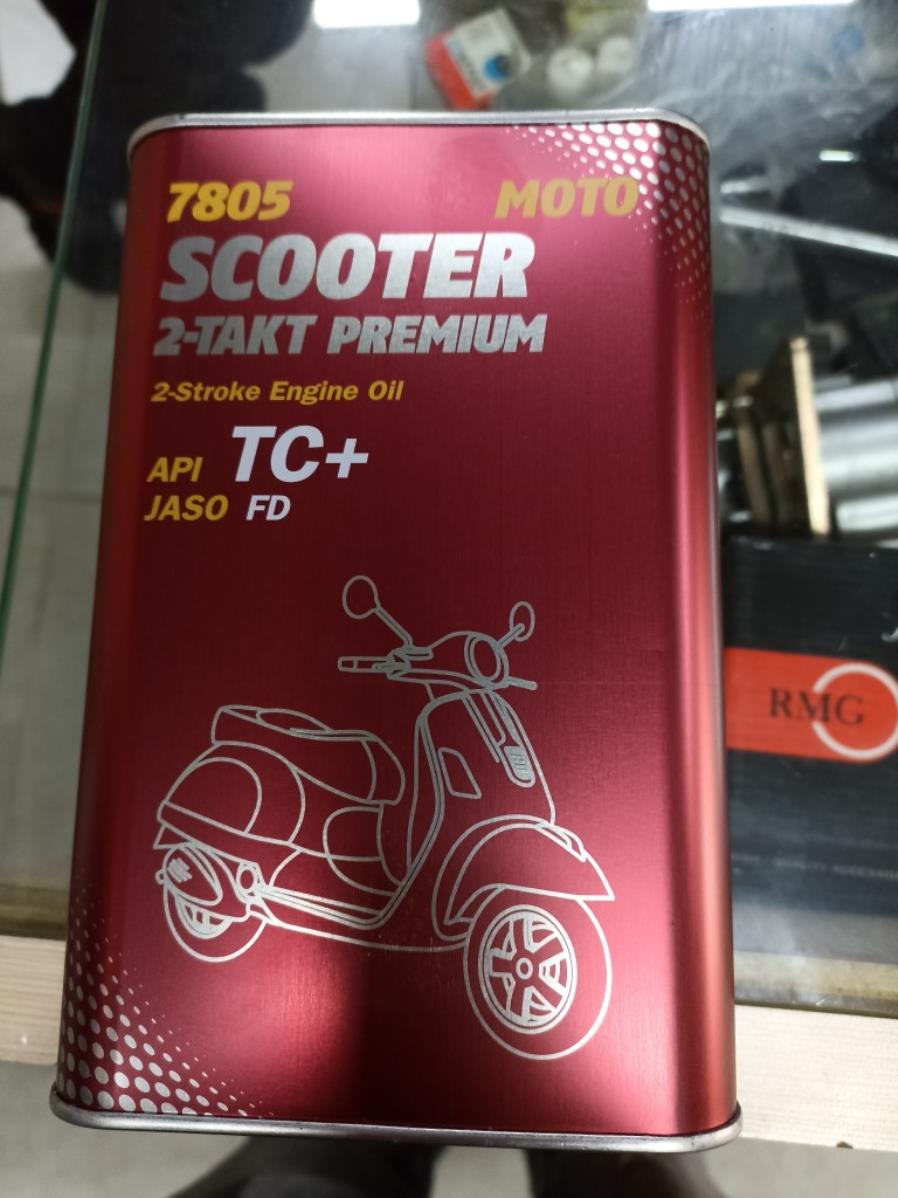 7805 MOTO
SCOOTER
2-TAKT PREMIUM
2-Stroke Engine Oil
API TC+
JASO FD
RMG